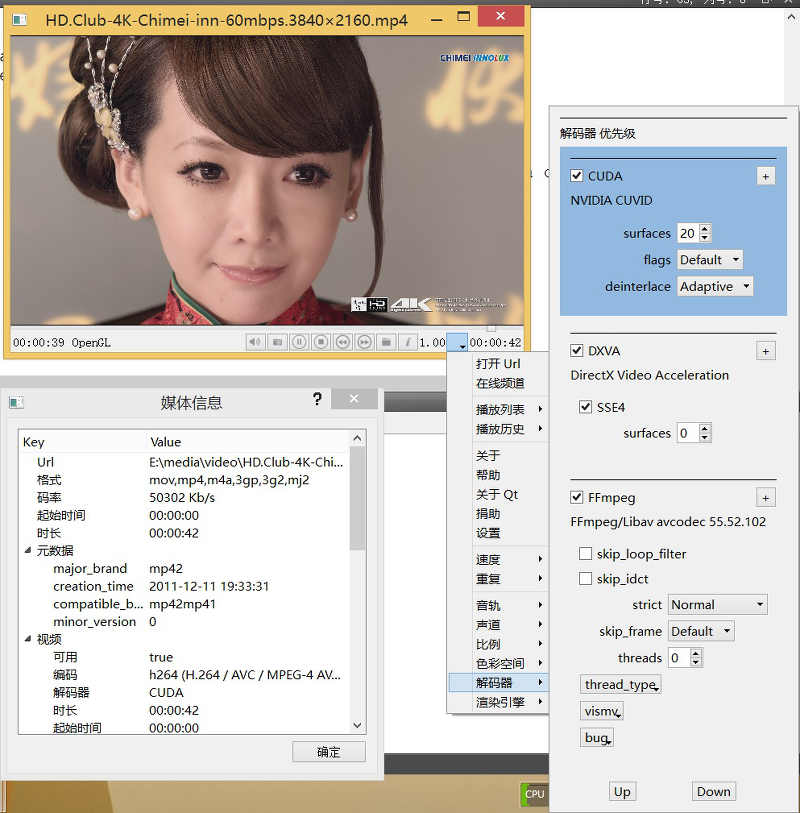 HD.Club-4K-Chimei-inn-60mbps.3840×2160.mp4
CHIMEI INNOLUX
HD 4K
00:00:39 OpenGL
1.00
00:00:42
打开 Url
在线频道
播放列表
播放历史
关于
帮助
关于 Qt
捐助
设置
速度
重复
音轨
声道
比例
色彩空间
解码器
渲染引擎
媒体信息
?
Key Value
Url E:\media\video\HD.Club-4K-Chi...
格式 mov,mp4,m4a,3gp,3g2,mj2
码率 50302 Kb/s
起始时间 00:00:00
时长 00:00:42
元数据
major_brand mp42
creation_time 2011-12-11 19:33:31
compatible_b... mp42mp41
minor_version 0
视频
可用 true
编码 h264 (H.264 / AVC / MPEG-4 AV...
解码器 CUDA
时长 00:00:42
起始时间 00:00:00
确定
解码器 优先级
CUDA +
NVIDIA CUVID
surfaces 20
flags Default
deinterlace Adaptive
DXVA +
DirectX Video Acceleration
SSE4
surfaces 0
FFmpeg +
FFmpeg/Libav avcodec 55.52.102
skip_loop_filter
skip_idct
strict Normal
skip_frame Default
threads 0
thread_type
vismv
bug
Up Down
CPU